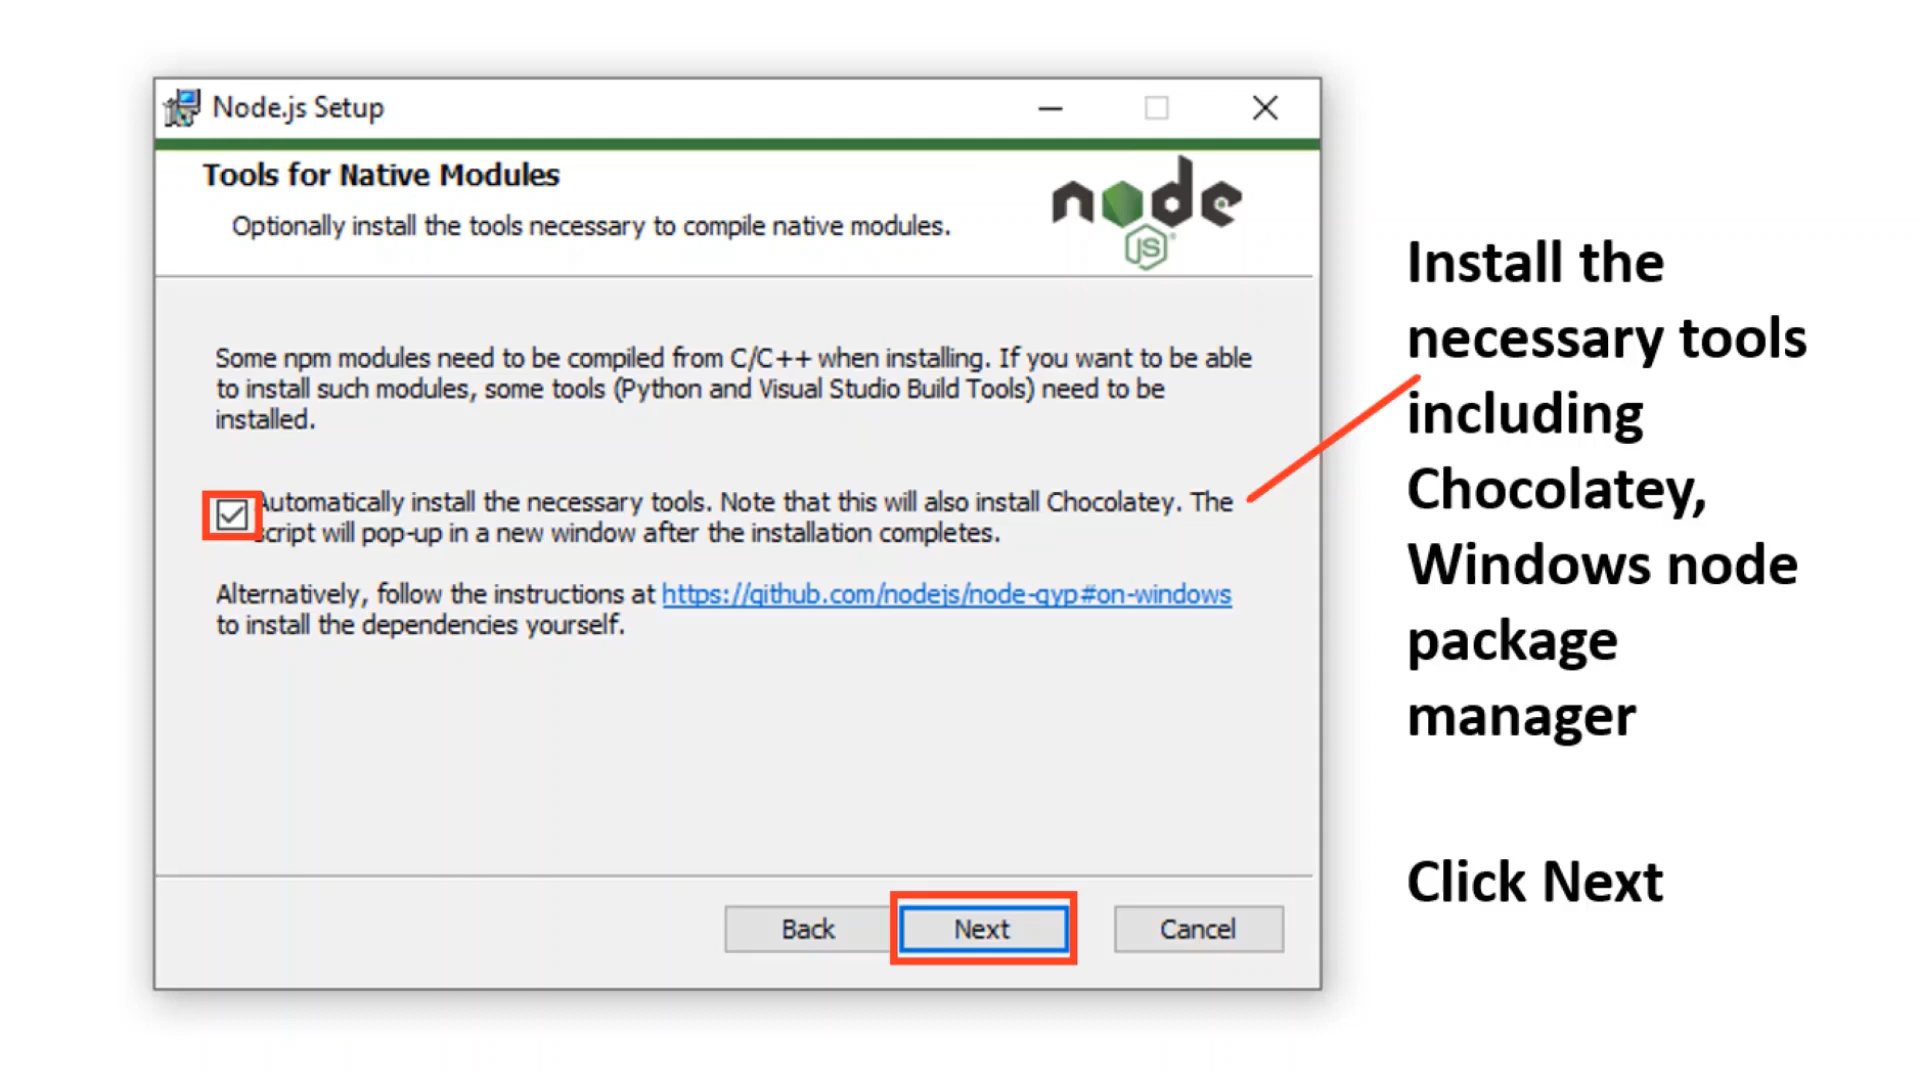 Node.js Setup
Tools for Native Modules
Optionally install the tools necessary to compile native modules.
node
JS
Some npm modules need to be compiled from C/C++ when installing. If you want to be able
to install such modules, some tools (Python and Visual Studio Build Tools) need to be
installed.
Automatically install the necessary tools. Note that this will also install Chocolatey. The
script will pop-up in a new window after the installation completes.
Alternatively, follow the instructions at https://github.com/nodejs/node-gyp#on-windows
to install the dependencies yourself.
Back
Next
Cancel
Install the
necessary tools
including
Chocolatey,
Windows node
package
manager
Click Next